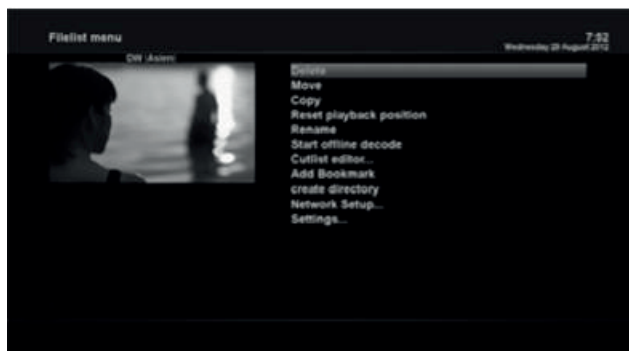 Filelist menu
7:52
Wednesday 29 August 2012
DW (Asien)
Delete
Move
Copy
Reset playback position
Rename
Start offline decode
Cutlist editor...
Add Bookmark
create directory
Network Setup...
Settings...